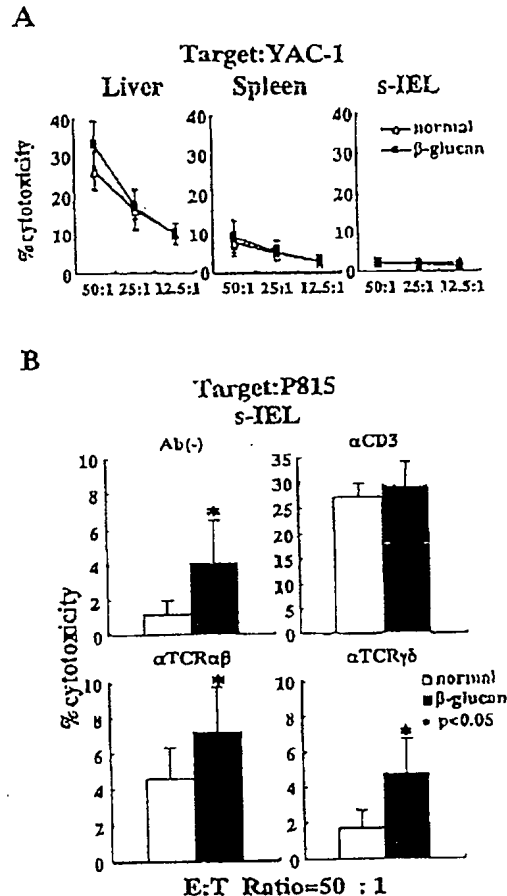 A
Target:YAC-1
Liver Spleen s-IEL
40 40 40
30 30 30
20 20 20
10 10 10
0 0 0
normal
β-glucan
% cytotoxicity
50:1 25:1 12.5:1 50:1 25:1 12.5:1 50:1 25:1 12.5:1
B
Target:P815
s-IEL
Ab(-) αCD3
10 35
8 30
6 25
4 20
2 15
0 10
5
0
*
% cytotoxicity
αTCRαβ αTCRγδ
10 10
8 8
6 6
4 4
2 2
0 0
* *
normal
β-glucan
* p<0.05
E:T Ratio=50 : 1